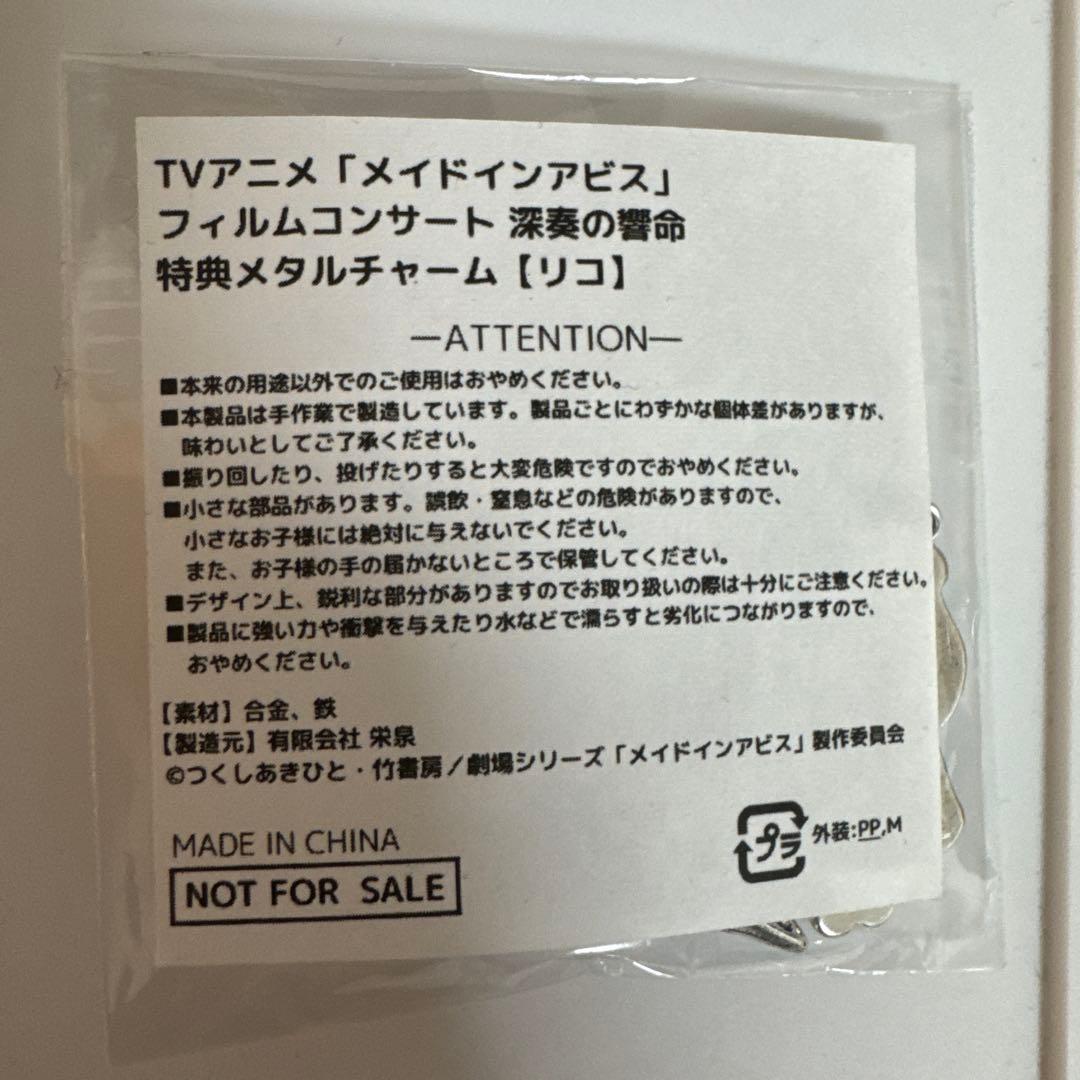 TVアニメ「メイドインアビス」
フィルムコンサート 深奏の響命
特典メタルチャーム【リコ】
—ATTENTION—
■本来の用途以外でのご使用はおやめください。
■本製品は手作業で製造しています。製品ごとにわずかな個体差がありますが、
味わいとしてご了承ください。
■振り回したり、投げたりすると大変危険ですのでおやめください。
■小さな部品があります。誤飲・窒息などの危険がありますので、
小さなお子様には絶対に与えないでください。
また、お子様の手の届かないところで保管してください。
■デザイン上、鋭利な部分がありますのでお取り扱いの際は十分にご注意ください。
■製品に強い力や衝撃を与えたり水などで濡らすと劣化につながりますので、
おやめください。
【素材】合金、鉄
【製造元】有限会社 栄泉
©つくしあきひと・竹書房／劇場シリーズ「メイドインアビス」製作委員会
MADE IN CHINA
プラ 外装:PP,M
NOT FOR SALE